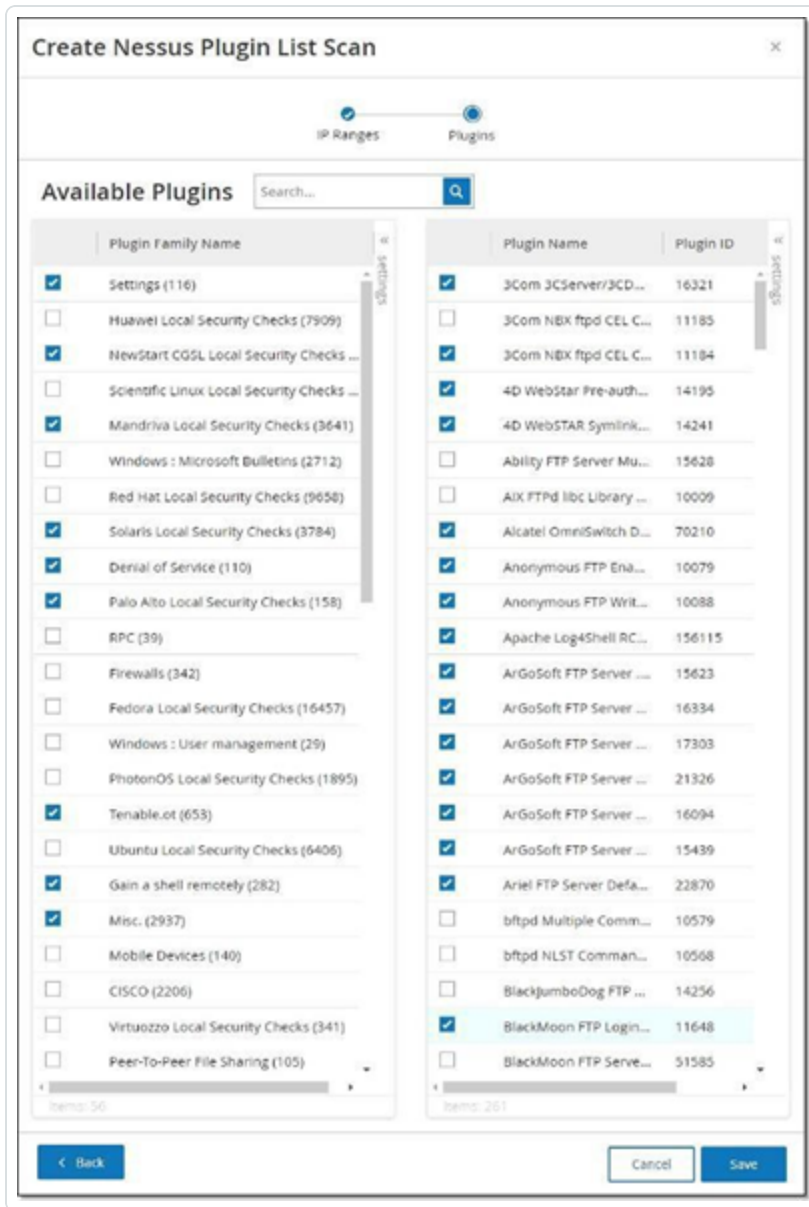 Create Nessus Plugin List Scan
IP Ranges
Plugins
Available Plugins
Search...
Plugin Family Name
settings
Settings (116)
Huawei Local Security Checks (7909)
NewStart CGSL Local Security Checks ...
Scientific Linux Local Security Checks ...
Mandriva Local Security Checks (3641)
Windows : Microsoft Bulletins (2712)
Red Hat Local Security Checks (9658)
Solaris Local Security Checks (3784)
Denial of Service (110)
Palo Alto Local Security Checks (158)
RPC (39)
Firewalls (342)
Fedora Local Security Checks (16457)
Windows : User management (29)
PhotonOS Local Security Checks (1895)
Tenable.ot (653)
Ubuntu Local Security Checks (6406)
Gain a shell remotely (282)
Misc. (2937)
Mobile Devices (140)
CISCO (2206)
Virtuozzo Local Security Checks (341)
Peer-To-Peer File Sharing (105)
Items: 56
Plugin Name Plugin ID
settings
3Com 3CServer/3CD... 16321
3Com NBX ftpd CEL C... 11185
3Com NBX ftpd CEL C... 11184
4D WebStar Pre-auth... 14195
4D WebSTAR Symlink... 14241
Ability FTP Server Mu... 15628
AIX FTPd libc Library ... 10009
Alcatel OmniSwitch D... 70210
Anonymous FTP Ena... 10079
Anonymous FTP Writ... 10088
Apache Log4Shell RC... 156115
ArGoSoft FTP Server .... 15623
ArGoSoft FTP Server ... 16334
ArGoSoft FTP Server ... 17303
ArGoSoft FTP Server ... 21326
ArGoSoft FTP Server ... 16094
ArGoSoft FTP Server ... 15439
Ariel FTP Server Defa... 22870
bftpd Multiple Comm... 10579
bftpd NLST Comman... 10568
BlackJumboDog FTP ... 14256
BlackMoon FTP Login... 11648
BlackMoon FTP Serve... 51585
Items: 261
Back
Cancel
Save